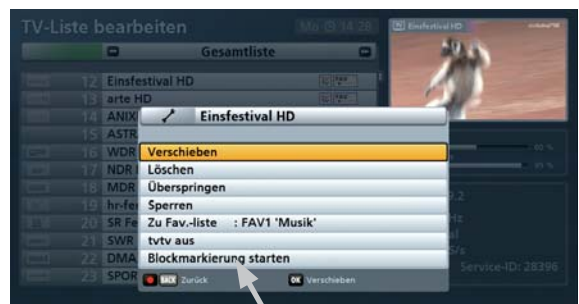 TV-Liste bearbeiten
Mo 14:28
Einsfestival HD
Gesamtliste
12 Einsfestival HD
13 arte HD
14 ANIX
15 ASTR
16 WDR
17 NDR
18 MDR
19 hr-fe
20 SR Fe
21 SWR
22 DMA
23 SPOR
Einsfestival HD
Verschieben
Löschen
Überspringen
Sperren
Zu Fav.-liste : FAV1 'Musik'
tvtv aus
Blockmarkierung starten
BACK Zurück
OK Verschieben
Service-ID: 28396